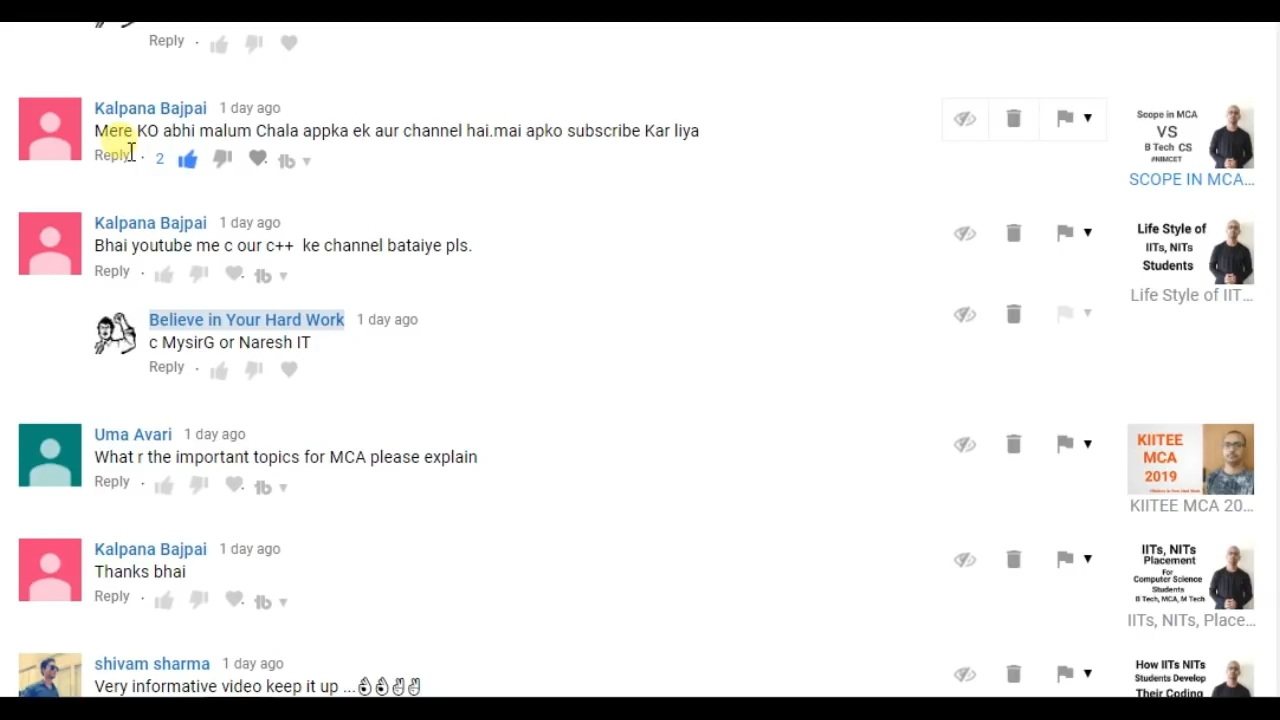 Reply
Kalpana Bajpai 1 day ago
Mere KO abhi malum Chala appka ek aur channel hai.mai apko subscribe Kar liya
Reply · 2
Scope in MCA
VS
B Tech CS
#NIMCET
SCOPE IN MCA...
Kalpana Bajpai 1 day ago
Bhai youtube me c our c++ ke channel bataiye pls.
Reply
Life Style of
IITs, NITs
Students
Life Style of IIT...
Believe in Your Hard Work 1 day ago
c MysirG or Naresh IT
Reply
Uma Avari 1 day ago
What r the important topics for MCA please explain
Reply
KIITEE
MCA
2019
KIITEE MCA 20...
Kalpana Bajpai 1 day ago
Thanks bhai
Reply
IITs, NITs
Placement
For
Computer Science
Students
B Tech, MCA, M Tech
IITs, NITs, Place...
shivam sharma 1 day ago
Very informative video keep it up ...👌👌✌✌
How IITs NITs
Students Develop
Their Coding